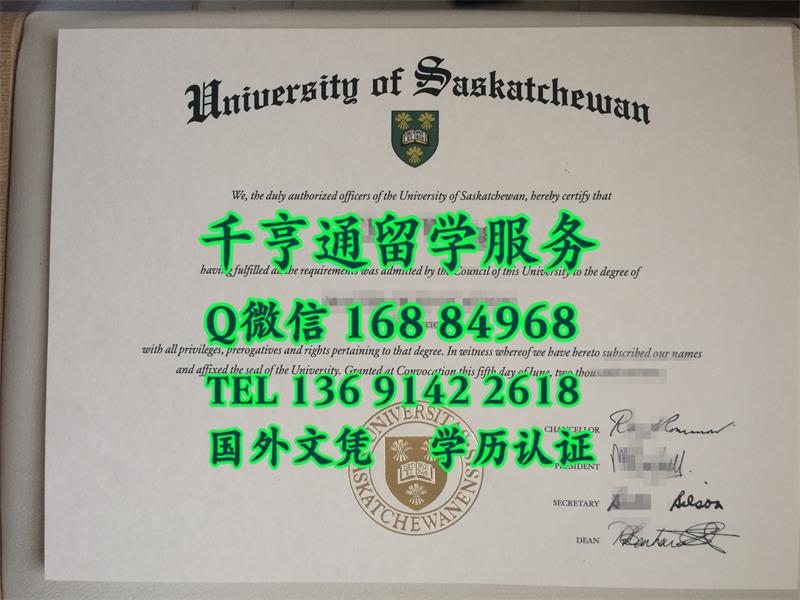 University of Saskatchewan
We, the duly authorized officers of the University of Saskatchewan, hereby certify that
千亨通留学服务
having fulfilled all the requirements was admitted by the Council of this University to the degree of
Q微信 168 84968
with all privileges, prerogatives and rights pertaining to that degree. In witness whereof we have hereto subscribed our names
and affixed the seal of the University. Granted at Convocation this fifth day of June, two thousand
TEL 136 9142 2618
国外文凭 学历认证
CHANCELLOR
PRESIDENT
SECRETARY
DEAN